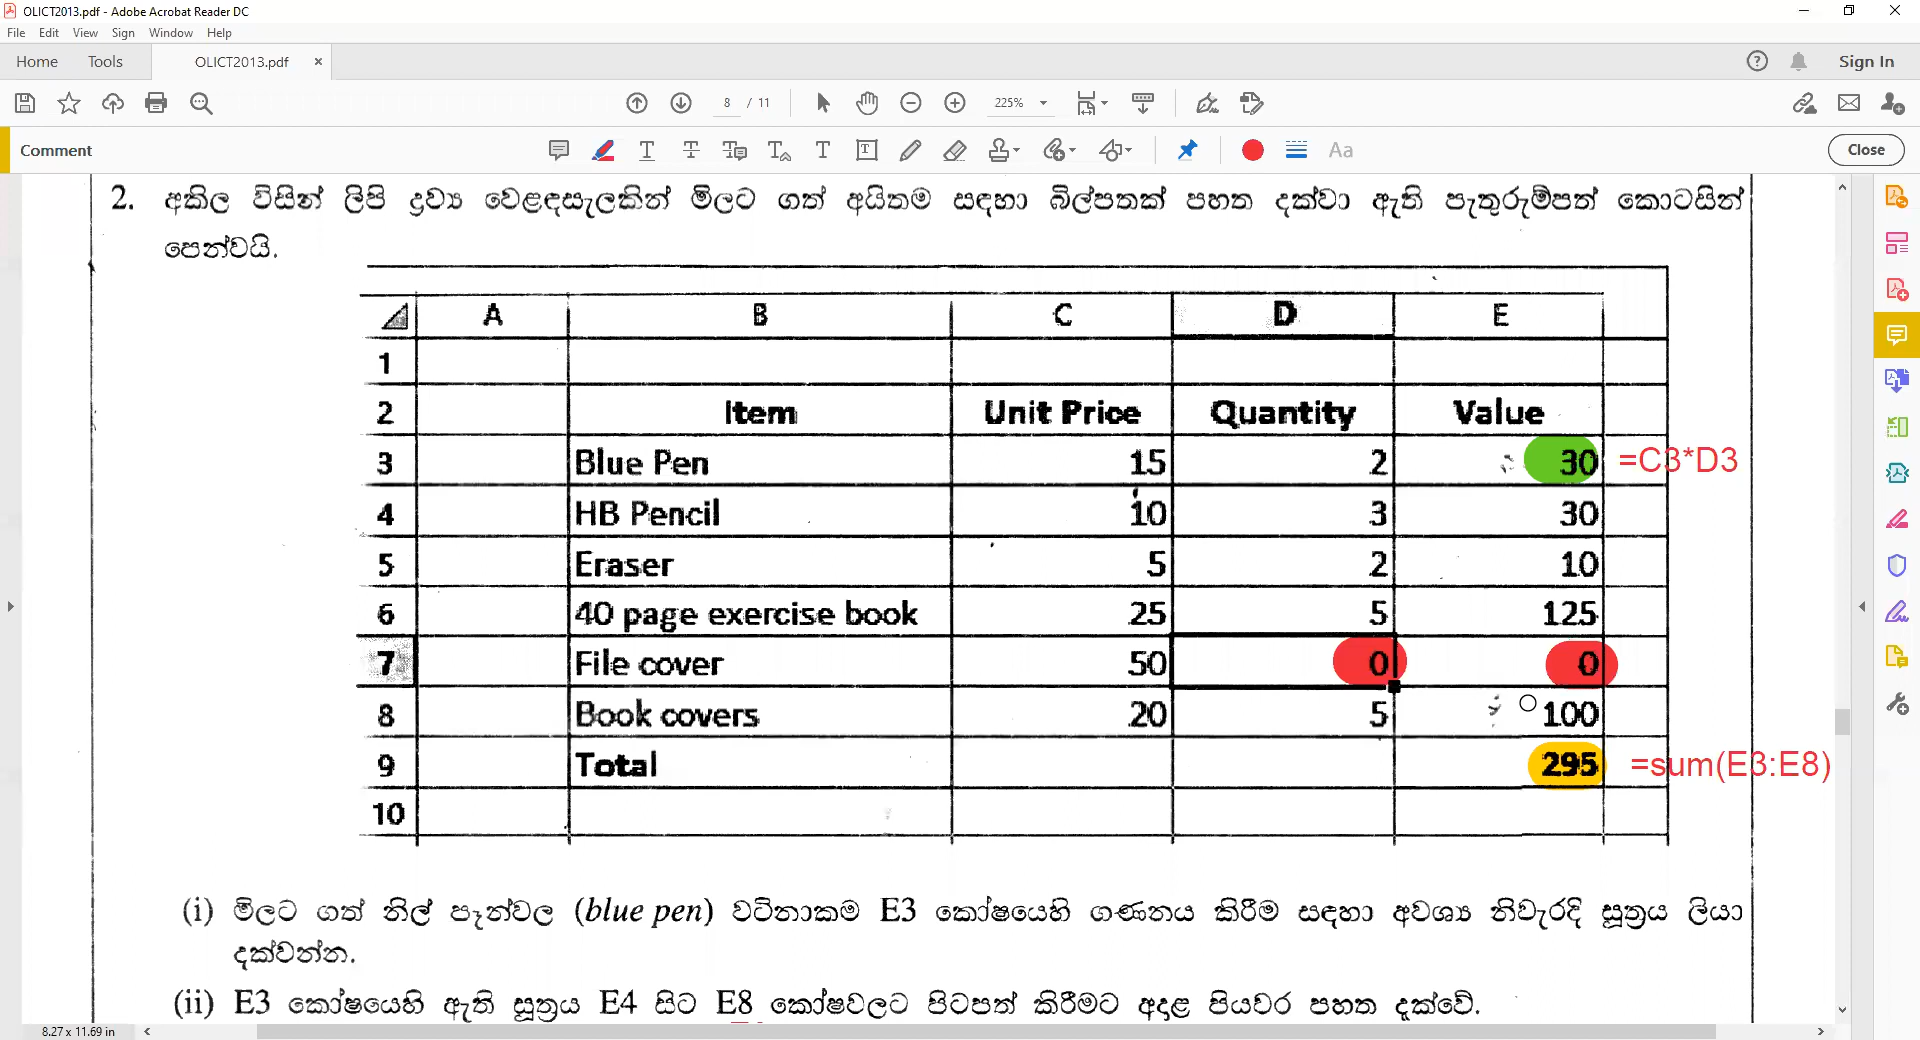 OLICT2013.pdf - Adobe Acrobat Reader DC
File Edit View Sign Window Help
Home Tools OLICT2013.pdf × Sign In
8 / 11 225%
Comment Close
2. අකිල විසින් ලිපි ද්‍රව්‍ය වෙළඳසැලකින් මිලට ගත් අයිතම සඳහා බිල්පතක් පහත දක්වා ඇති පැතුරුම්පත් කොටසින්
පෙන්වයි.
A B C D E
1
2 Item Unit Price Quantity Value
3 Blue Pen 15 2 30 =C3*D3
4 HB Pencil 10 3 30
5 Eraser 5 2 10
6 40 page exercise book 25 5 125
7 File cover 50 0 0
8 Book covers 20 5 100
9 Total 295 =sum(E3:E8)
10
(i) මිලට ගත් නිල් පෑන්වල (blue pen) වටිනාකම E3 කෝෂයෙහි ගණනය කිරීම සඳහා අවශ්‍ය නිවැරදි සූත්‍රය ලියා
දක්වන්න.
(ii) E3 කෝෂයෙහි ඇති සූත්‍රය E4 සිට E8 කෝෂවලට පිටපත් කිරීමට අදාළ පියවර පහත දැක්වේ.
8.27 x 11.69 in